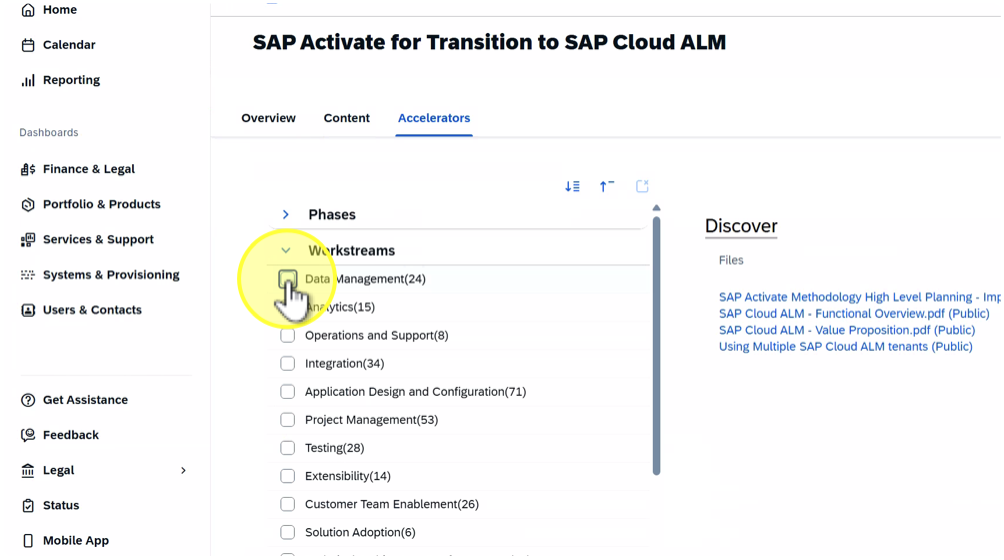 Home
Calendar
Reporting
Dashboards
Finance & Legal
Portfolio & Products
Services & Support
Systems & Provisioning
Users & Contacts
Get Assistance
Feedback
Legal
Status
Mobile App
SAP Activate for Transition to SAP Cloud ALM
Overview Content Accelerators
Phases
Workstreams
Data Management(24)
Analytics(15)
Operations and Support(8)
Integration(34)
Application Design and Configuration(71)
Project Management(53)
Testing(28)
Extensibility(14)
Customer Team Enablement(26)
Solution Adoption(6)
Discover
Files
SAP Activate Methodology High Level Planning - Imp
SAP Cloud ALM - Functional Overview.pdf (Public)
SAP Cloud ALM - Value Proposition.pdf (Public)
Using Multiple SAP Cloud ALM tenants (Public)